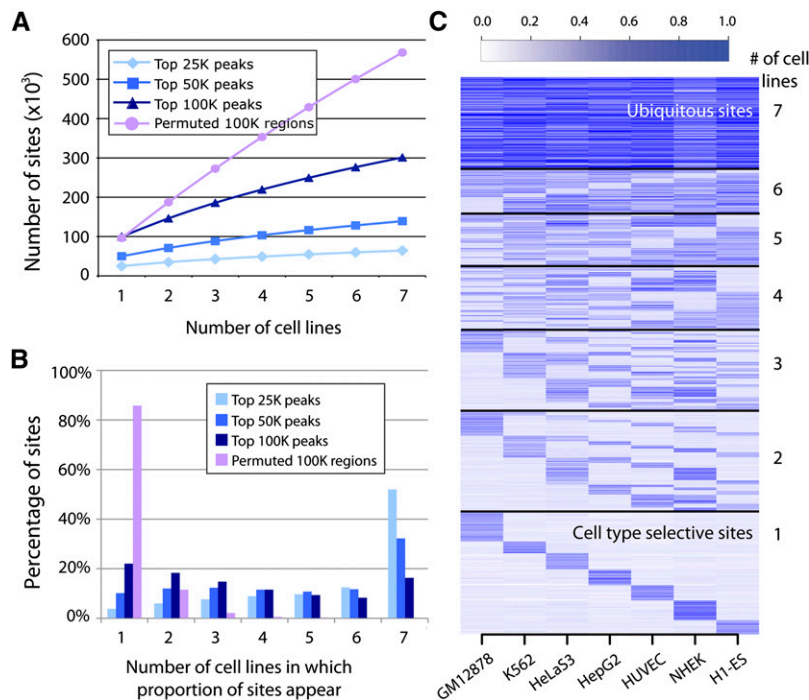 A
600
500
400
300
200
100
0
Number of sites (x10³)
Top 25K peaks
Top 50K peaks
Top 100K peaks
Permuted 100K regions
1 2 3 4 5 6 7
Number of cell lines
B
100%
80%
60%
40%
20%
0%
Percentage of sites
Top 25K peaks
Top 50K peaks
Top 100K peaks
Permuted 100K regions
1 2 3 4 5 6 7
Number of cell lines in which
proportion of sites appear
C
0.0 0.2 0.4 0.6 0.8 1.0
# of cell
lines
Ubiquitous sites
7
6
5
4
3
2
Cell type selective sites
1
GM12878
K562
HeLaS3
HepG2
HUVEC
NHEK
H1-ES